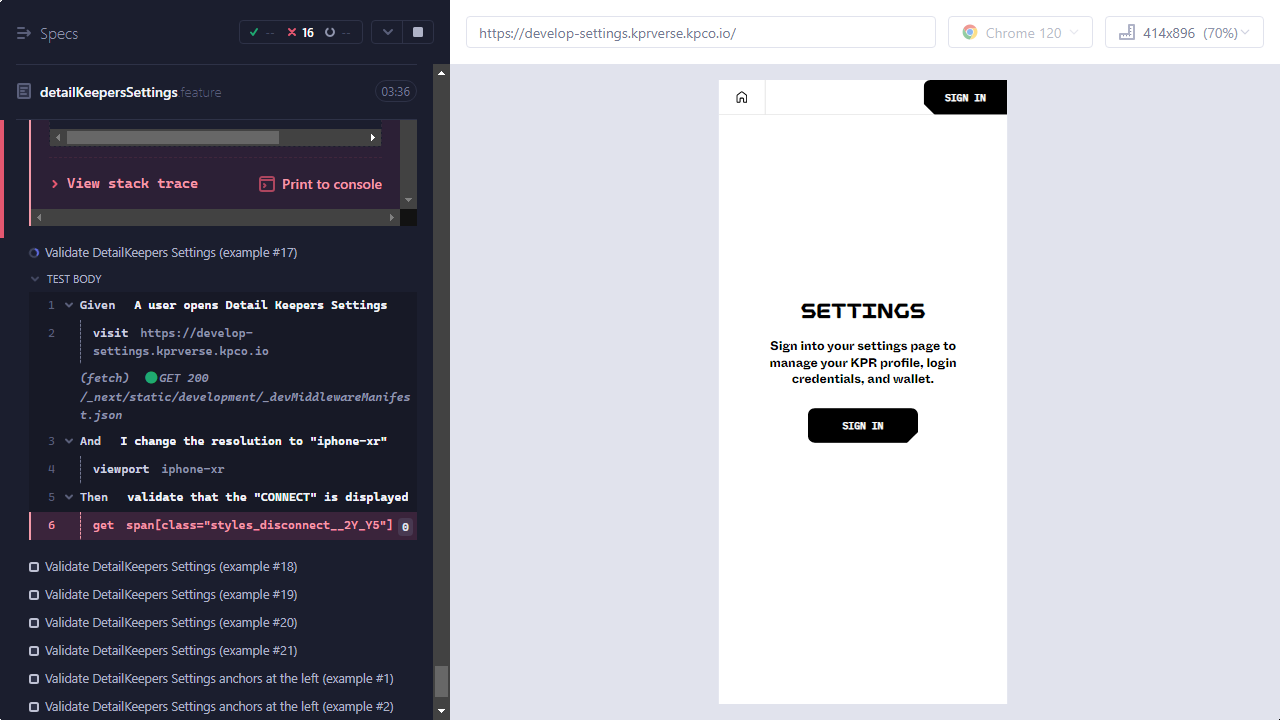 Specs
--
16
--
detailKeepersSettings feature
03:36
View stack trace
Print to console
Validate DetailKeepers Settings (example #17)
TEST BODY
1 Given A user opens Detail Keepers Settings
2 visit https://develop-
settings.kprverse.kpco.io
(fetch) GET 200
/_next/static/development/_devMiddlewareManifes
t.json
3 And I change the resolution to "iphone-xr"
4 viewport iphone-xr
5 Then validate that the "CONNECT" is displayed
6 get span[class="styles_disconnect__2Y_Y5"] 0
Validate DetailKeepers Settings (example #18)
Validate DetailKeepers Settings (example #19)
Validate DetailKeepers Settings (example #20)
Validate DetailKeepers Settings (example #21)
Validate DetailKeepers Settings anchors at the left (example #1)
Validate DetailKeepers Settings anchors at the left (example #2)
https://develop-settings.kprverse.kpco.io/
Chrome 120
414x896 (70%)
SIGN IN
SETTINGS
Sign into your settings page to
manage your KPR profile, login
credentials, and wallet.
SIGN IN